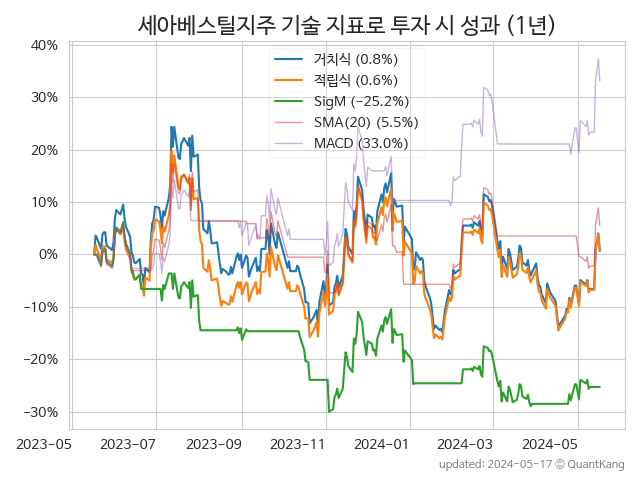 세아베스틸지주 기술 지표로 투자 시 성과 (1년)
거치식 (0.8%)
적립식 (0.6%)
SigM (−25.2%)
SMA(20) (5.5%)
MACD (33.0%)
40%
30%
20%
10%
0%
−10%
−20%
−30%
2023−05
2023−07
2023−09
2023−11
2024−01
2024−03
2024−05
updated: 2024-05-17 © QuantKang